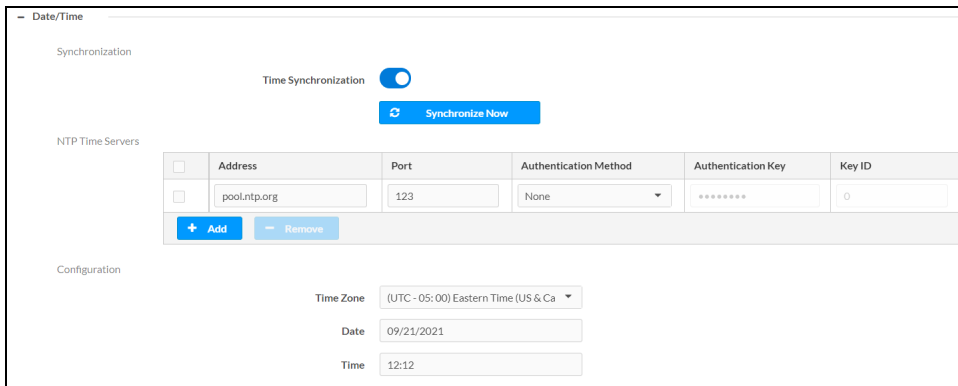 − Date/Time
Synchronization
Time Synchronization
Synchronize Now
NTP Time Servers
Address Port Authentication Method Authentication Key Key ID
pool.ntp.org 123 None •••••••• 0
+ Add − Remove
Configuration
Time Zone (UTC - 05: 00) Eastern Time (US & Ca
Date 09/21/2021
Time 12:12